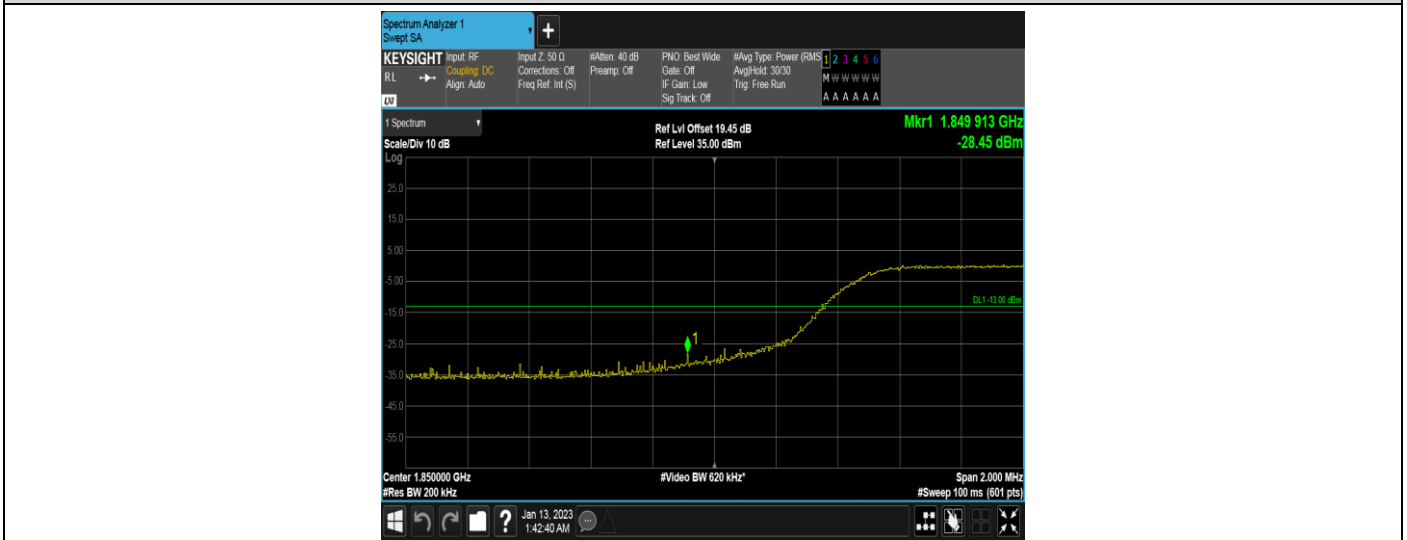 Spectrum Analyzer 1
Swept SA
+
KEYSIGHT
RL
LXI
Input: RF
Coupling: DC
Align: Auto
Input Z: 50 Ω
Corrections: Off
Freq Ref: Int (S)
#Atten: 40 dB
Preamp: Off
PNO: Best Wide
Gate: Off
IF Gain: Low
Sig Track: Off
#Avg Type: Power (RMS
Avg|Hold: 30/30
Trig: Free Run
1 2 3 4 5 6
M W W W W W
A A A A A A
1 Spectrum
Scale/Div 10 dB
Ref Lvl Offset 19.45 dB
Ref Level 35.00 dBm
Mkr1 1.849 913 GHz
-28.45 dBm
Log
25.0
15.0
5.00
-5.00
-15.0
-25.0
-35.0
-45.0
-55.0
DL1 -13.00 dBm
1
Center 1.850000 GHz
#Res BW 200 kHz
#Video BW 620 kHz*
Span 2.000 MHz
#Sweep 100 ms (601 pts)
?
Jan 13, 2023
1:42:40 AM